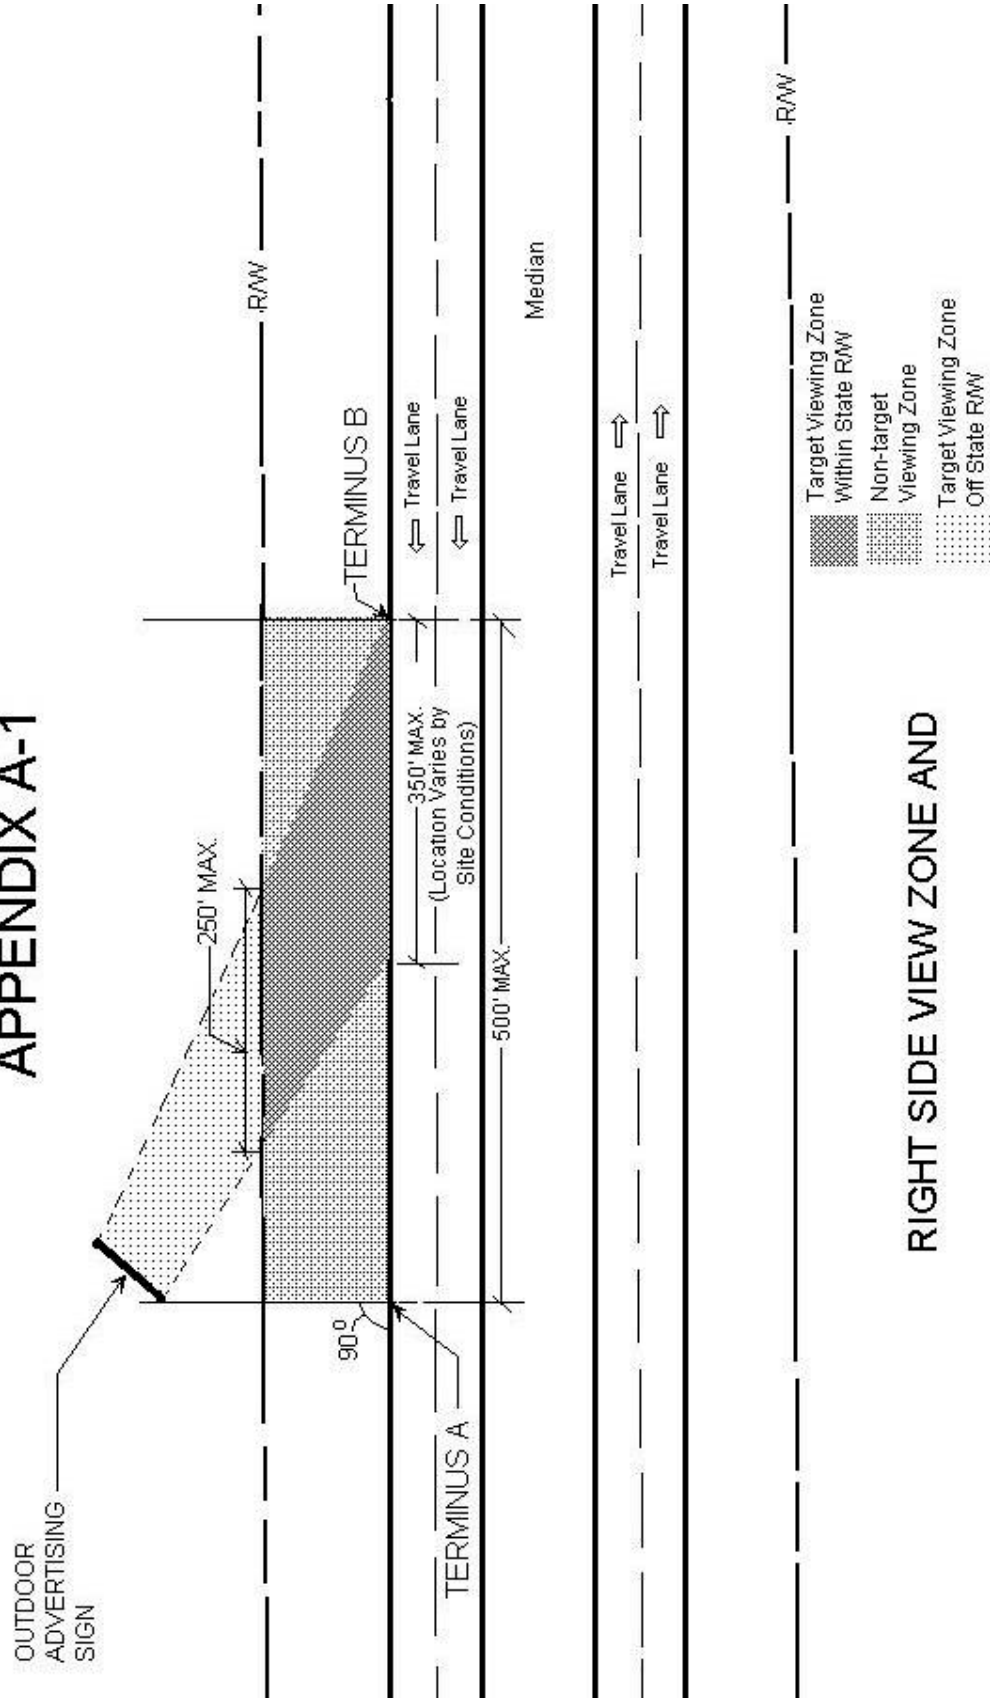 APPENDIX A-1
OUTDOOR
ADVERTISING
SIGN
250' MAX.
R/W
90º
TERMINUS B
TERMINUS A
350' MAX.
(Location Varies by
Site Conditions)
500' MAX.
Travel Lane
Travel Lane
Median
Travel Lane
Travel Lane
R/W
RIGHT SIDE VIEW ZONE AND
Target Viewing Zone
Within State R/W
Non-target
Viewing Zone
Target Viewing Zone
Off State R/W